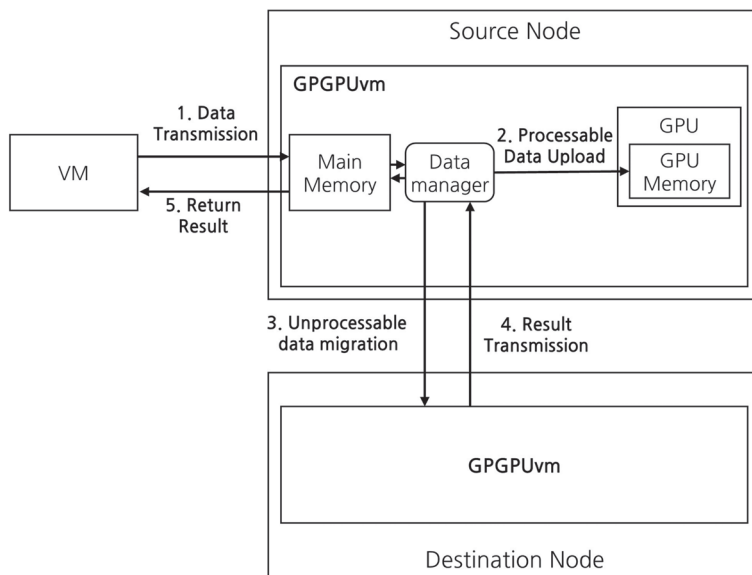 Source Node
GPGPUvm
1. Data
Transmission
VM
5. Return
Result
Main
Memory
Data
manager
2. Processable
Data Upload
GPU
GPU
Memory
3. Unprocessable
data migration
4. Result
Transmission
GPGPUvm
Destination Node